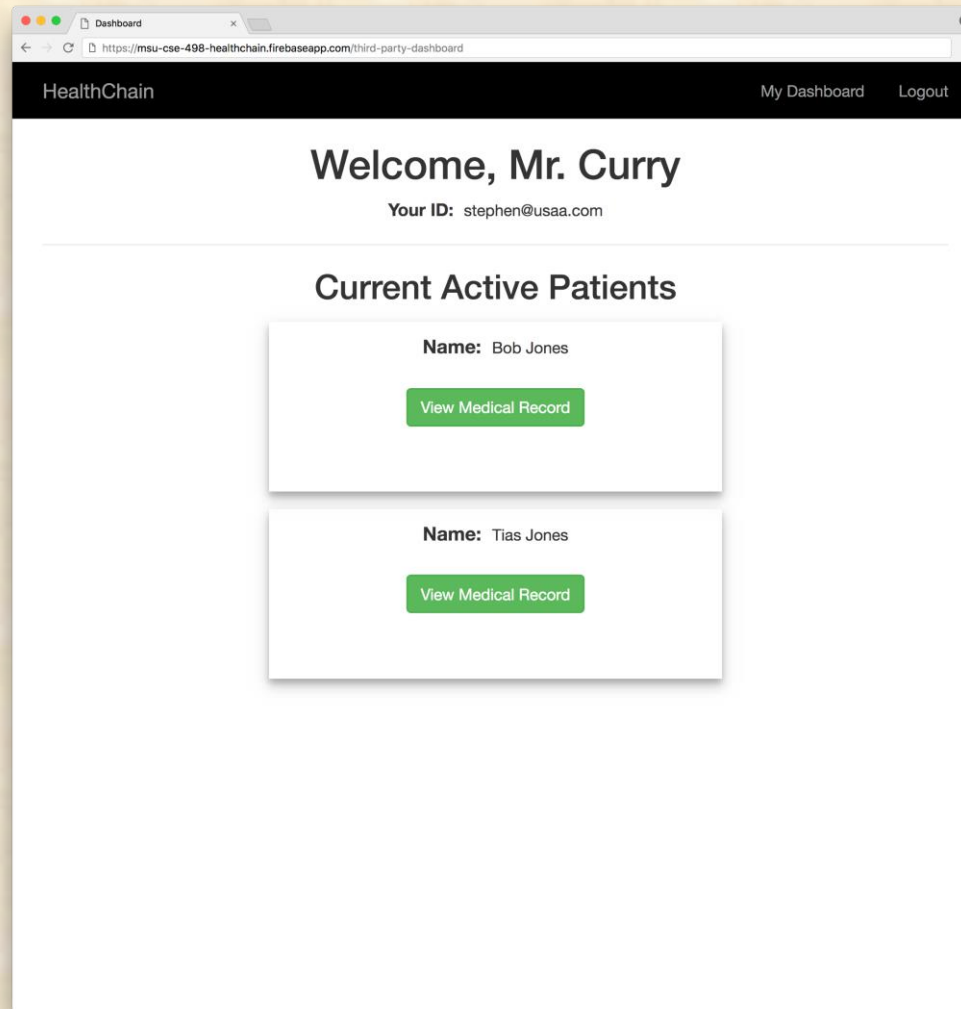 Dashboard
https://msu-cse-498-healthchain.firebaseapp.com/third-party-dashboard
HealthChain My Dashboard Logout
Welcome, Mr. Curry
Your ID: stephen@usaa.com
Current Active Patients
Name: Bob Jones
View Medical Record
Name: Tias Jones
View Medical Record